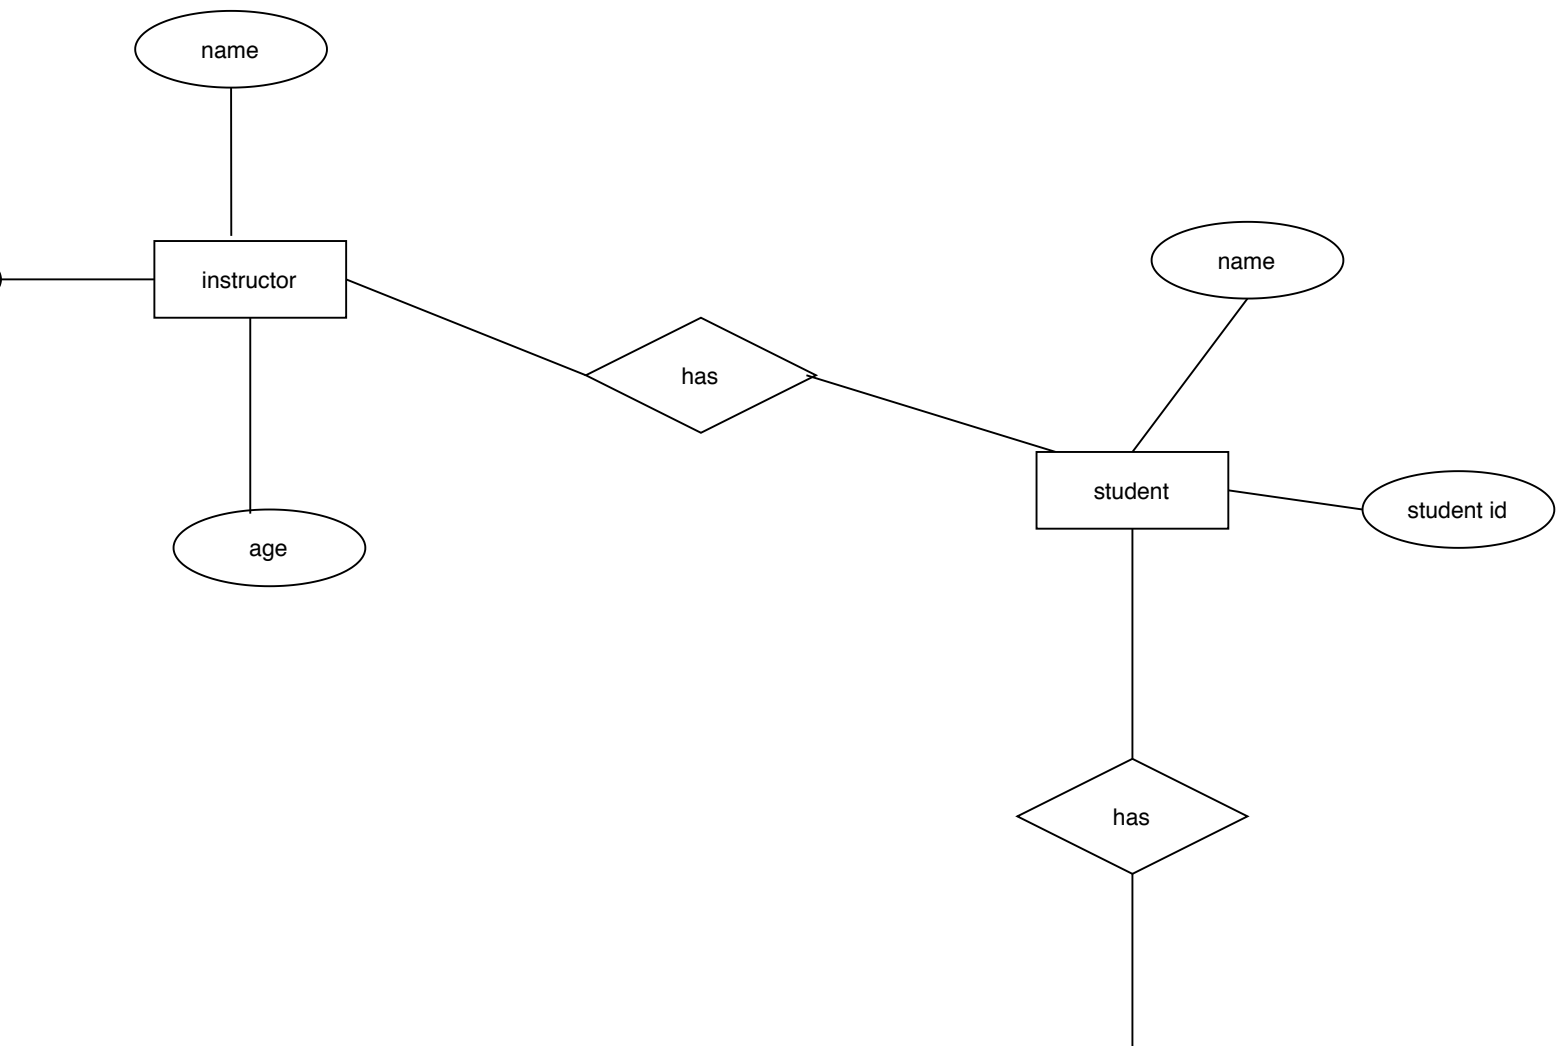 name
instructor
name
has
student
student id
age
has